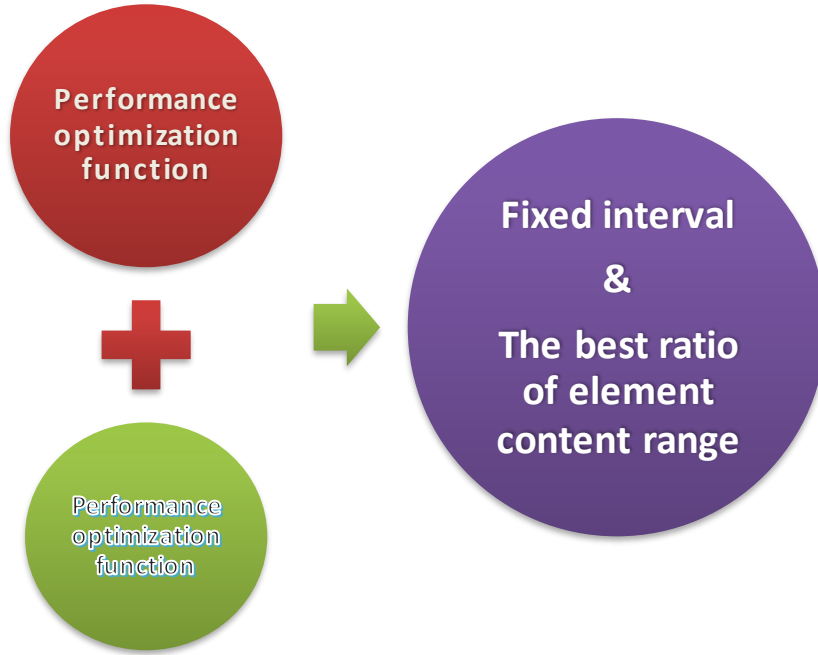 Performance
optimization
function
Performance
optimization
function
Fixed interval
&
The best ratio
of element
content range